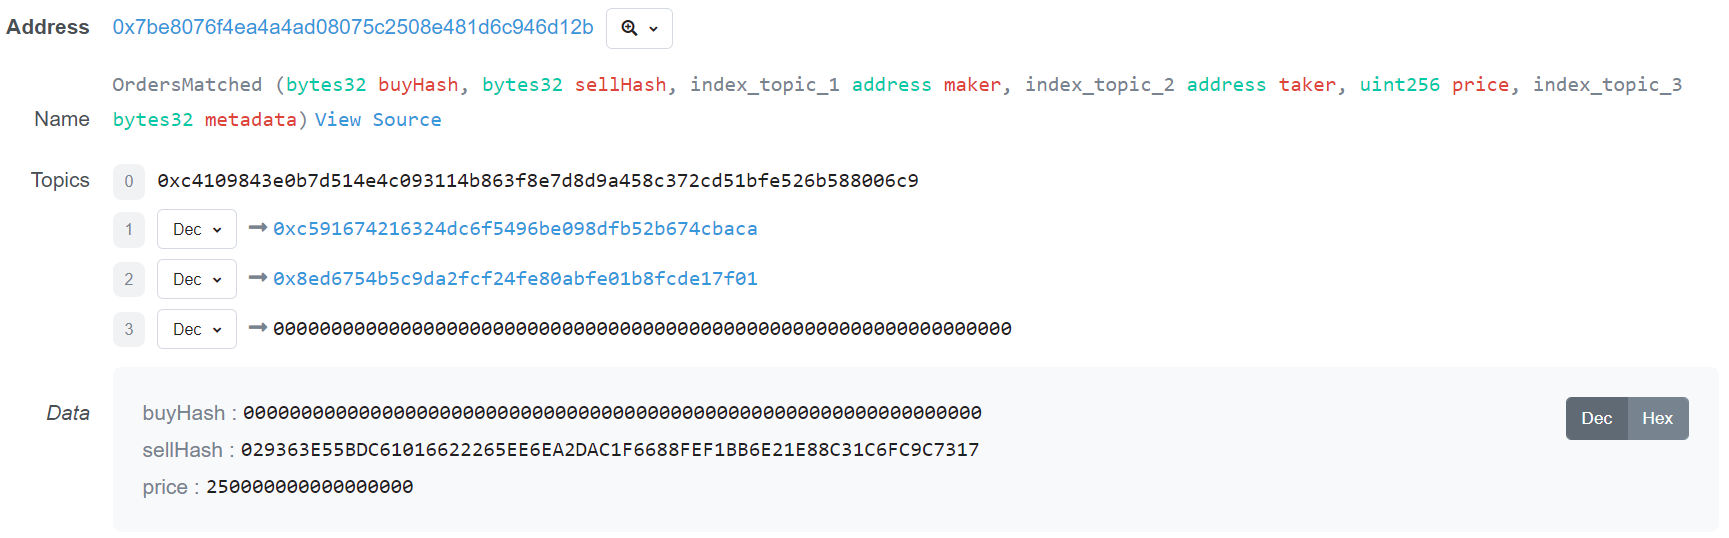 Address 0x7be8076f4ea4a4ad08075c2508e481d6c946d12b
OrdersMatched (bytes32 buyHash, bytes32 sellHash, index_topic_1 address maker, index_topic_2 address taker, uint256 price, index_topic_3
Name bytes32 metadata) View Source
Topics 0 0xc4109843e0b7d514e4c093114b863f8e7d8d9a458c372cd51bfe526b588006c9
1 Dec 0xc591674216324dc6f5496be098dfb52b674cbaca
2 Dec 0x8ed6754b5c9da2fcf24fe80abfe01b8fcde17f01
3 Dec 0000000000000000000000000000000000000000000000000000000000000000
Data buyHash : 0000000000000000000000000000000000000000000000000000000000000000 Dec Hex
sellHash : 029363E55BDC61016622265EE6EA2DAC1F6688FEF1BB6E21E88C31C6FC9C7317
price : 250000000000000000